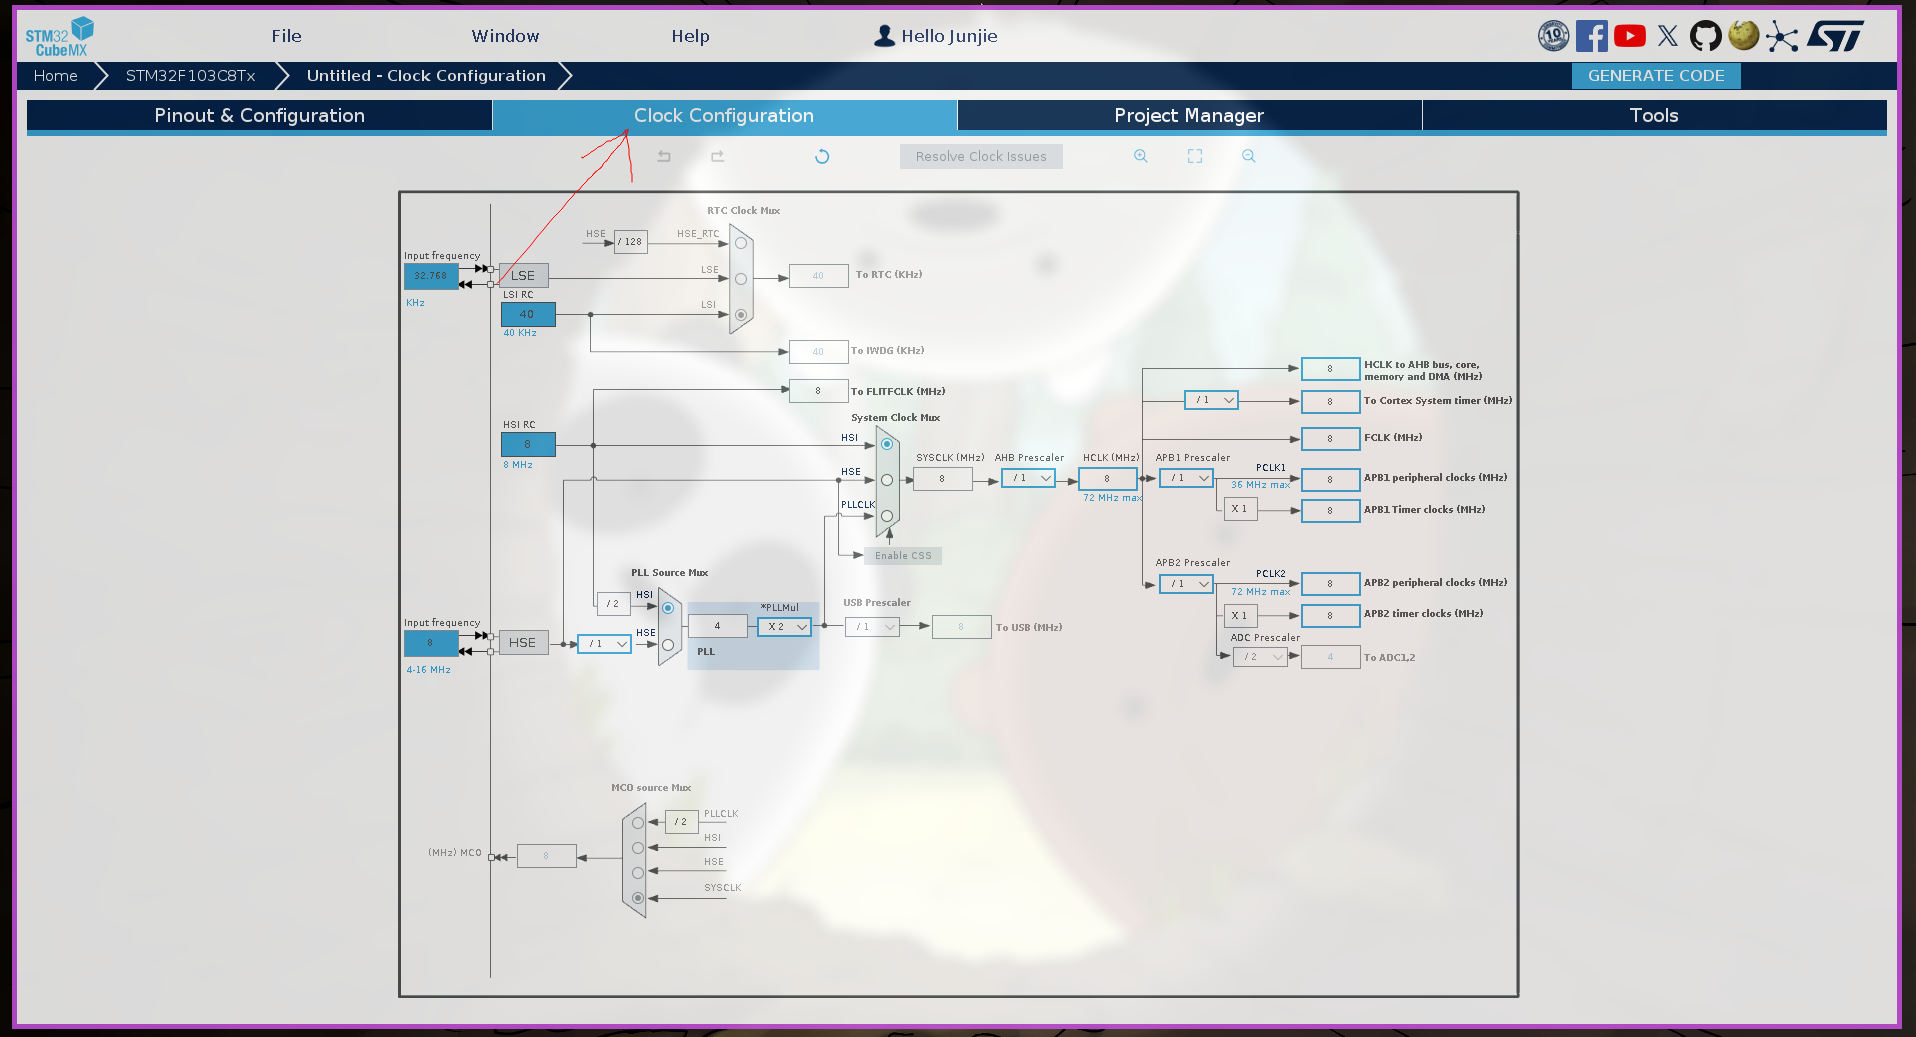 STM32
CubeMX
File
Window
Help
Hello Junjie
10
Home
STM32F103C8Tx
Untitled - Clock Configuration
GENERATE CODE
Pinout & Configuration
Clock Configuration
Project Manager
Tools
Resolve Clock Issues
RTC Clock Mux
HSE
/ 128
HSE_RTC
Input frequency
32.768
KHz
LSE
LSE
40
To RTC (KHz)
LSI RC
40
40 KHz
LSI
40
To IWDG (KHz)
8
To FLITFCLK (MHz)
System Clock Mux
HSI RC
8
8 MHz
HSI
HSE
PLLCLK
SYSCLK (MHz)
8
AHB Prescaler
/ 1
HCLK (MHz)
8
72 MHz max
Enable CSS
8
HCLK to AHB bus, core,
memory and DMA (MHz)
/ 1
8
To Cortex System timer (MHz)
8
FCLK (MHz)
APB1 Prescaler
/ 1
PCLK1
36 MHz max
8
APB1 peripheral clocks (MHz)
X 1
8
APB1 Timer clocks (MHz)
APB2 Prescaler
/ 1
PCLK2
72 MHz max
8
APB2 peripheral clocks (MHz)
X 1
8
APB2 timer clocks (MHz)
ADC Prescaler
/ 2
4
To ADC1,2
PLL Source Mux
/ 2
HSI
Input frequency
8
4-16 MHz
HSE
/ 1
HSE
4
PLL
*PLLMul
X 2
USB Prescaler
/ 1
8
To USB (MHz)
MCO source Mux
PLLCLK
/ 2
HSI
HSE
SYSCLK
(MHz) MCO
8